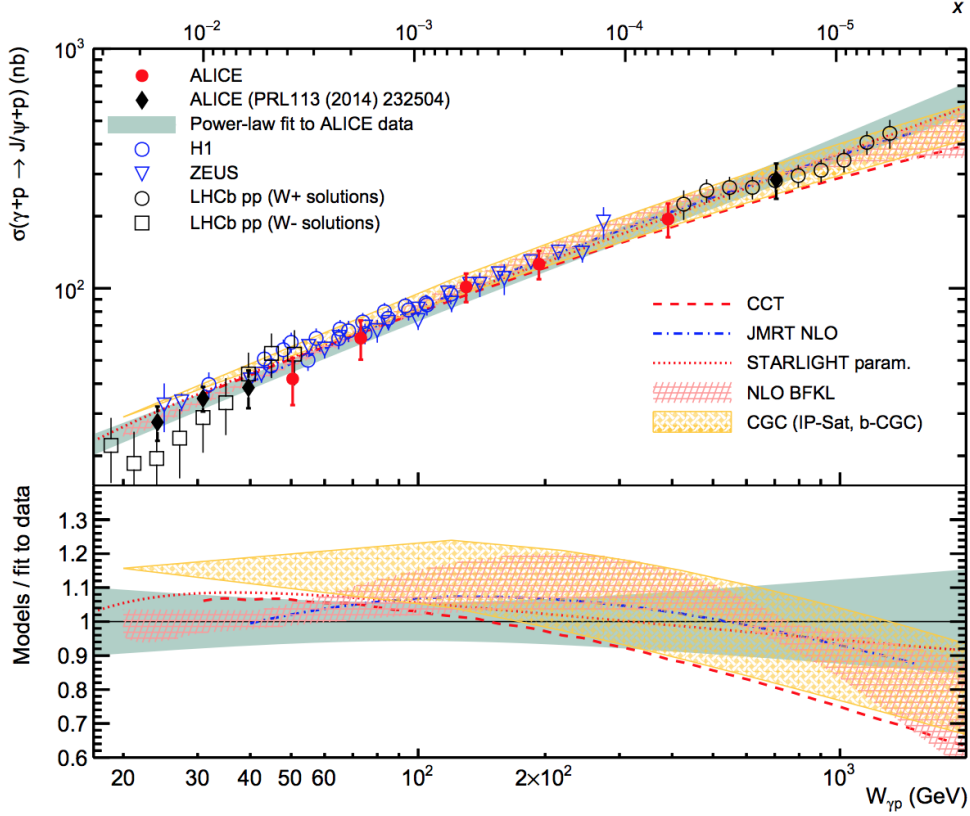 10⁻² 10⁻³ 10⁻⁴ 10⁻⁵ x
10³
σ(γ+p → J/ψ+p) (nb)
ALICE
ALICE (PRL113 (2014) 232504)
Power-law fit to ALICE data
H1
ZEUS
LHCb pp (W+ solutions)
LHCb pp (W- solutions)
10²
CCT
JMRT NLO
STARLIGHT param.
NLO BFKL
CGC (IP-Sat, b-CGC)
Models / fit to data
1.3
1.2
1.1
1
0.9
0.8
0.7
0.6
20 30 40 50 60 10² 2×10² 10³
W_γp (GeV)